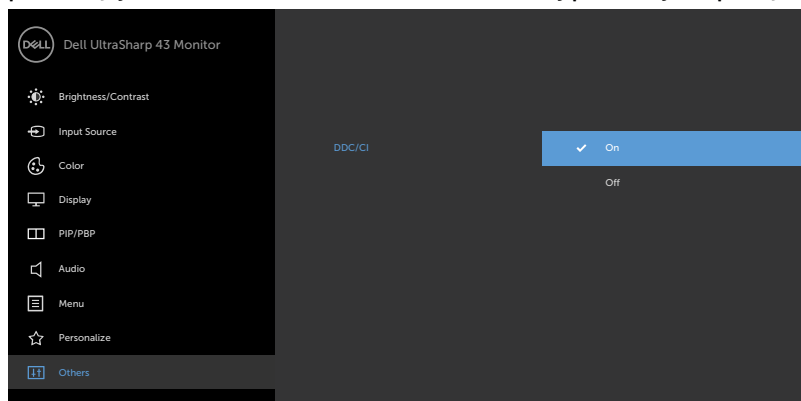 DELL
Dell UltraSharp 43 Monitor
Brightness/Contrast
Input Source
Color
Display
PIP/PBP
Audio
Menu
Personalize
Others
DDC/CI
On
Off